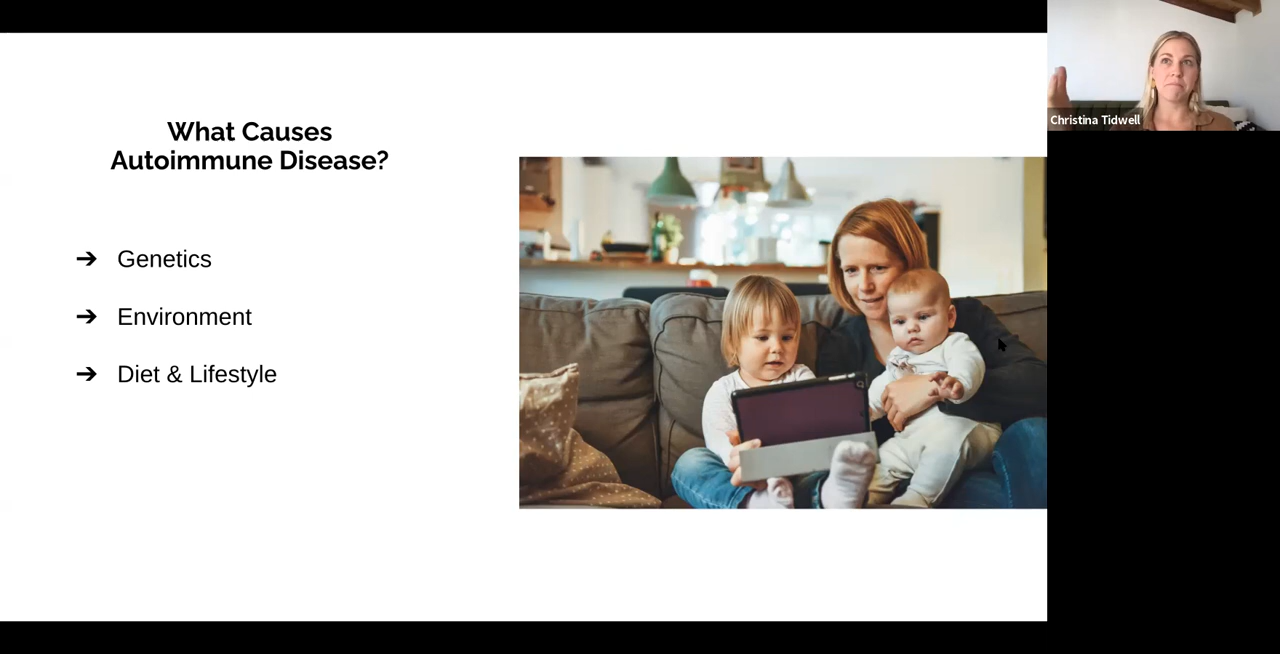 What Causes
Autoimmune Disease?
➔ Genetics
➔ Environment
➔ Diet & Lifestyle
Christina Tidwell